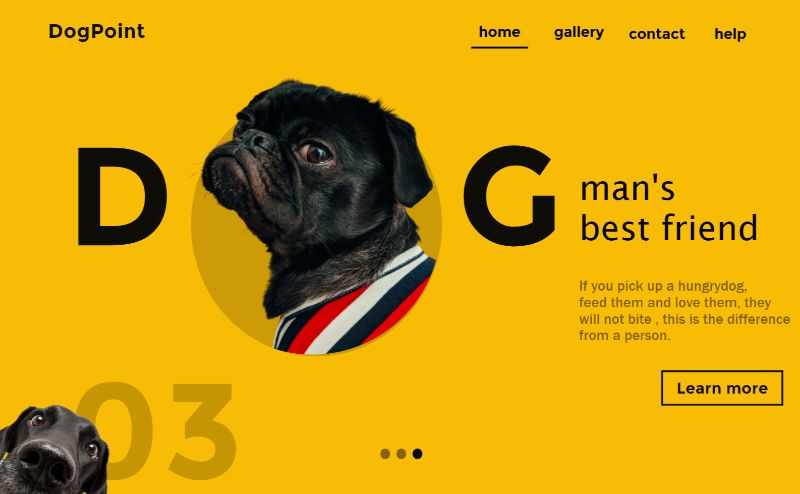 DogPoint
home gallery contact help
D G
man's
best friend
If you pick up a hungrydog,
feed them and love them, they
will not bite , this is the difference
from a person.
Learn more
03